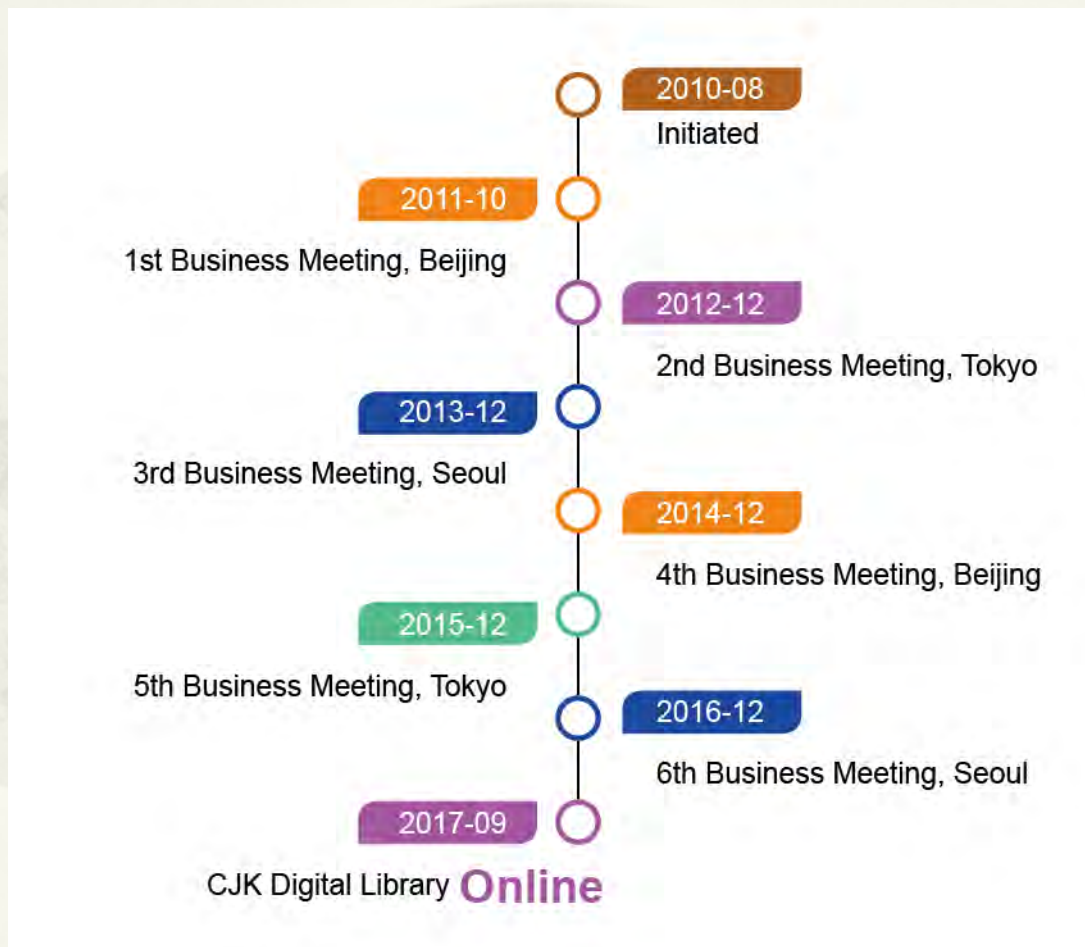 2010-08
Initiated
2011-10
1st Business Meeting, Beijing
2012-12
2nd Business Meeting, Tokyo
2013-12
3rd Business Meeting, Seoul
2014-12
4th Business Meeting, Beijing
2015-12
5th Business Meeting, Tokyo
2016-12
6th Business Meeting, Seoul
2017-09
CJK Digital Library Online